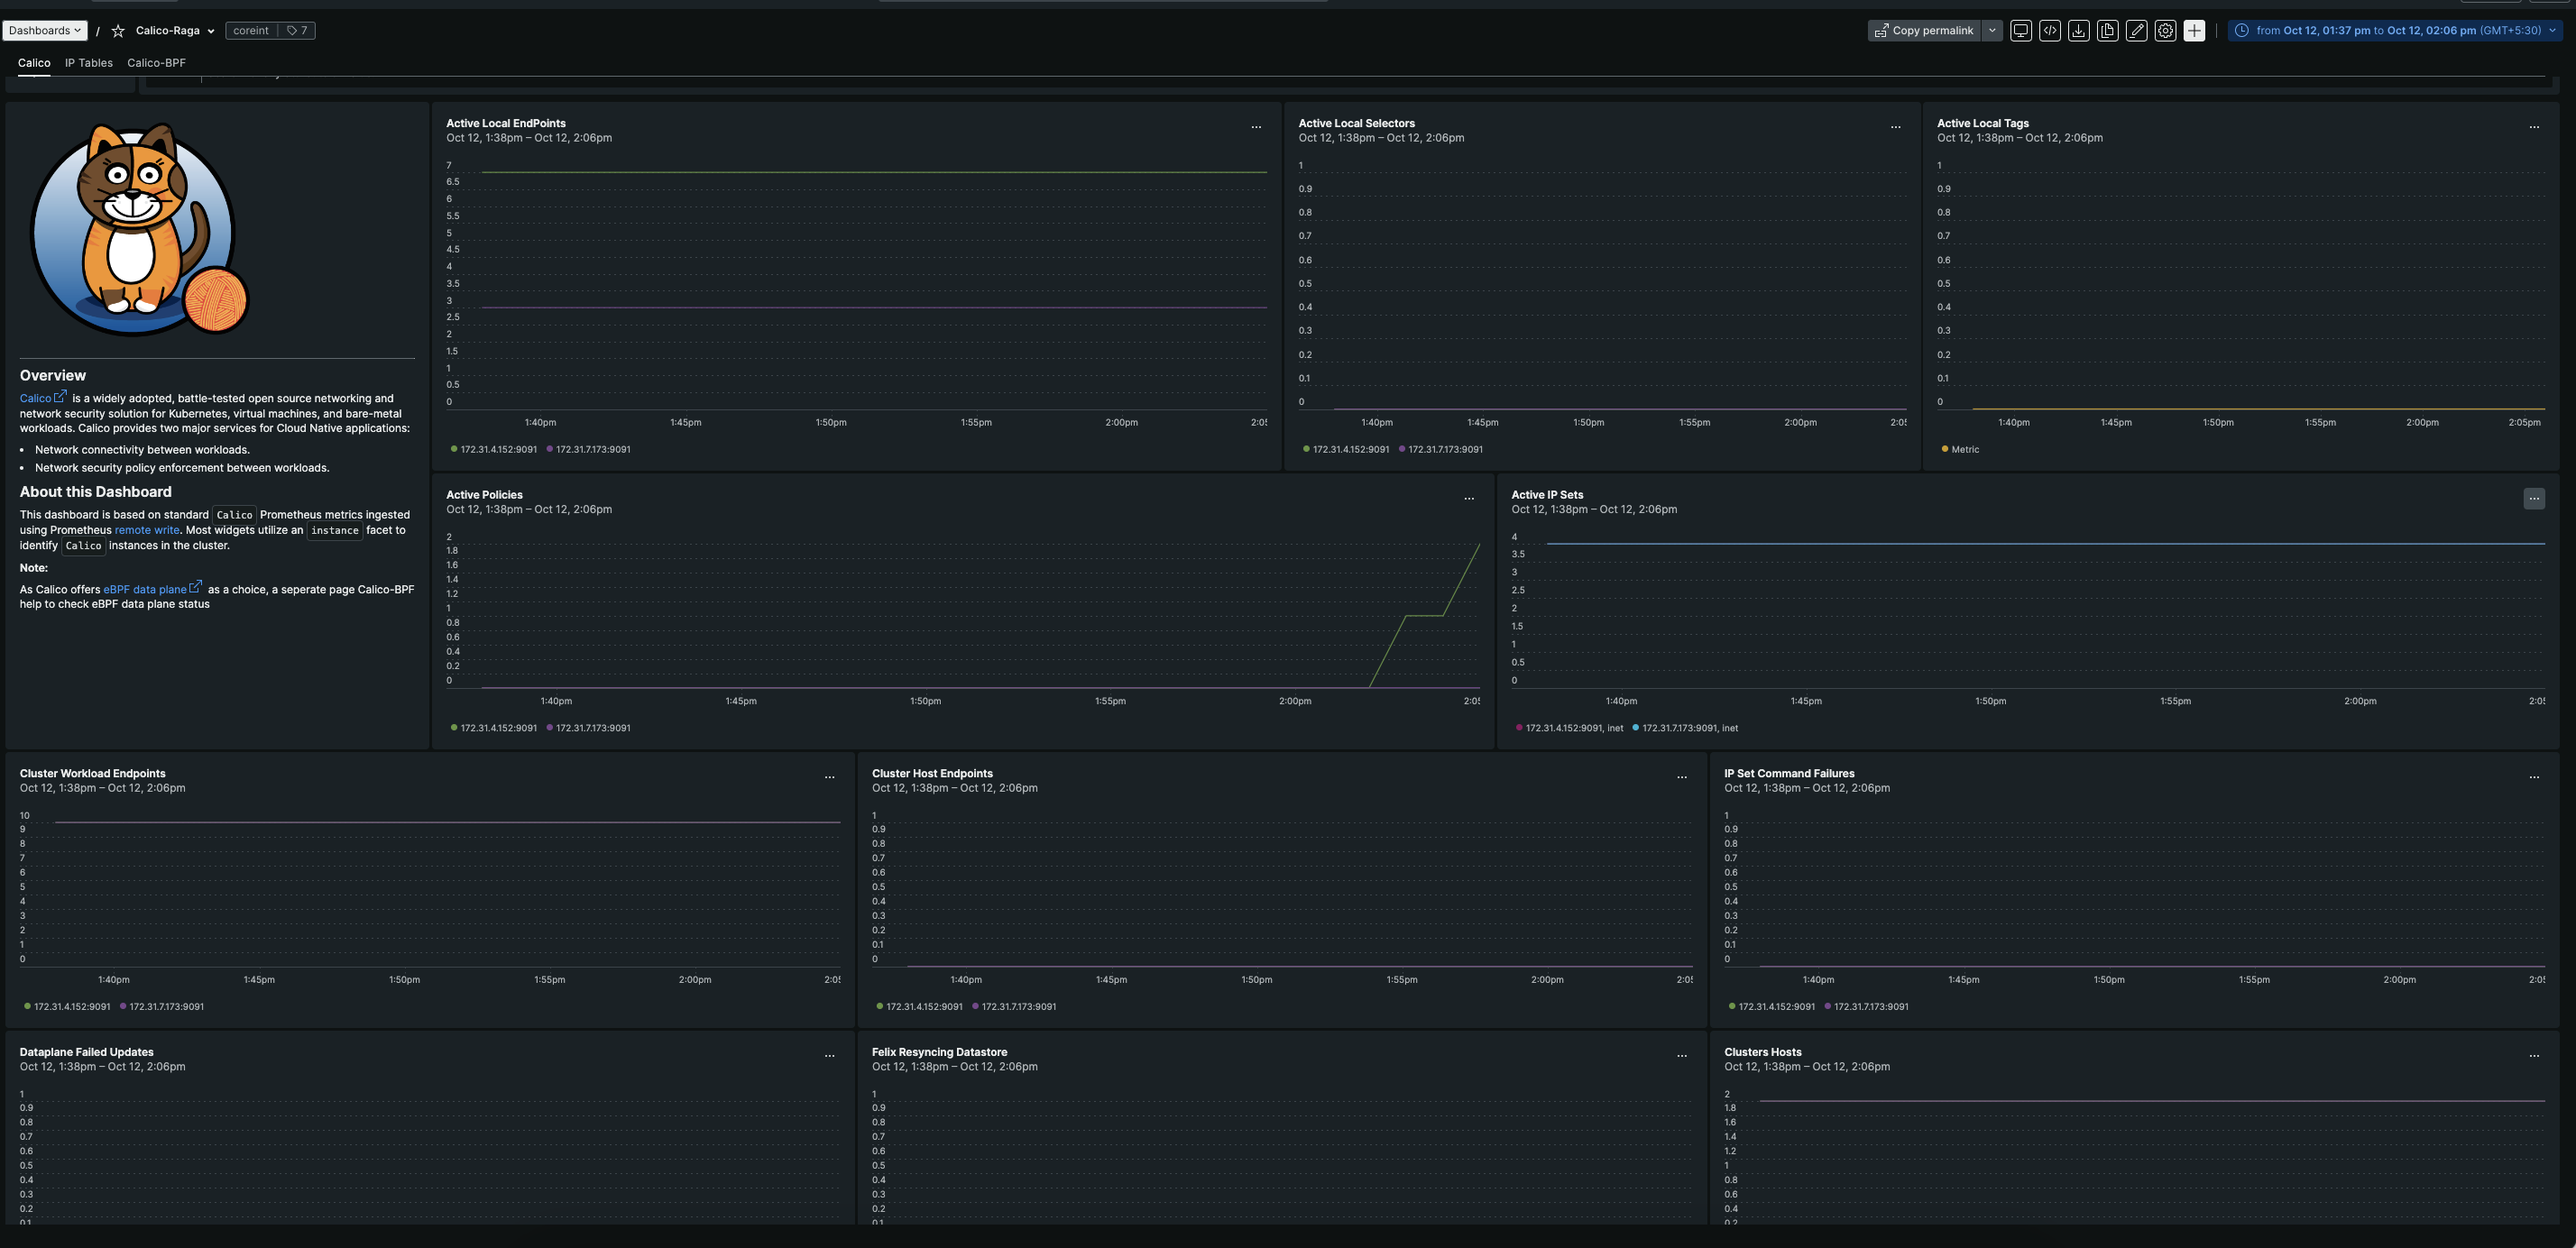 Dashboards / Calico-Raga coreint 7 Copy permalink from Oct 12, 01:37 pm to Oct 12, 02:06 pm (GMT+5:30)
Calico IP Tables Calico-BPF
Overview
Calico is a widely adopted, battle-tested open source networking and
network security solution for Kubernetes, virtual machines, and bare-metal
workloads. Calico provides two major services for Cloud Native applications:
• Network connectivity between workloads.
• Network security policy enforcement between workloads.
About this Dashboard
This dashboard is based on standard Calico Prometheus metrics ingested
using Prometheus remote write. Most widgets utilize an instance facet to
identify Calico instances in the cluster.
Note:
As Calico offers eBPF data plane as a choice, a seperate page Calico-BPF
help to check eBPF data plane status
Active Local EndPoints
Oct 12, 1:38pm – Oct 12, 2:06pm
7
6.5
6
5.5
5
4.5
4
3.5
3
2.5
2
1.5
1
0.5
0
1:40pm 1:45pm 1:50pm 1:55pm 2:00pm 2:05
172.31.4.152:9091 172.31.7.173:9091
Active Local Selectors
Oct 12, 1:38pm – Oct 12, 2:06pm
1
0.9
0.8
0.7
0.6
0.5
0.4
0.3
0.2
0.1
0
1:40pm 1:45pm 1:50pm 1:55pm 2:00pm 2:05
172.31.4.152:9091 172.31.7.173:9091
Active Local Tags
Oct 12, 1:38pm – Oct 12, 2:06pm
1
0.9
0.8
0.7
0.6
0.5
0.4
0.3
0.2
0.1
0
1:40pm 1:45pm 1:50pm 1:55pm 2:00pm 2:05pm
Metric
Active Policies
Oct 12, 1:38pm – Oct 12, 2:06pm
2
1.8
1.6
1.4
1.2
1
0.8
0.6
0.4
0.2
0
1:40pm 1:45pm 1:50pm 1:55pm 2:00pm 2:05
172.31.4.152:9091 172.31.7.173:9091
Active IP Sets
Oct 12, 1:38pm – Oct 12, 2:06pm
4
3.5
3
2.5
2
1.5
1
0.5
0
1:40pm 1:45pm 1:50pm 1:55pm 2:00pm 2:05
172.31.4.152:9091, inet 172.31.7.173:9091, inet
Cluster Workload Endpoints
Oct 12, 1:38pm – Oct 12, 2:06pm
10
9
8
7
6
5
4
3
2
1
0
1:40pm 1:45pm 1:50pm 1:55pm 2:00pm 2:05
172.31.4.152:9091 172.31.7.173:9091
Cluster Host Endpoints
Oct 12, 1:38pm – Oct 12, 2:06pm
1
0.9
0.8
0.7
0.6
0.5
0.4
0.3
0.2
0.1
0
1:40pm 1:45pm 1:50pm 1:55pm 2:00pm 2:05
172.31.4.152:9091 172.31.7.173:9091
IP Set Command Failures
Oct 12, 1:38pm – Oct 12, 2:06pm
1
0.9
0.8
0.7
0.6
0.5
0.4
0.3
0.2
0.1
0
1:40pm 1:45pm 1:50pm 1:55pm 2:00pm 2:05
172.31.4.152:9091 172.31.7.173:9091
Dataplane Failed Updates
Oct 12, 1:38pm – Oct 12, 2:06pm
1
0.9
0.8
0.7
0.6
0.5
0.4
0.3
0.2
0.1
Felix Resyncing Datastore
Oct 12, 1:38pm – Oct 12, 2:06pm
1
0.9
0.8
0.7
0.6
0.5
0.4
0.3
0.2
0.1
Clusters Hosts
Oct 12, 1:38pm – Oct 12, 2:06pm
2
1.8
1.6
1.4
1.2
1
0.8
0.6
0.4
0.2